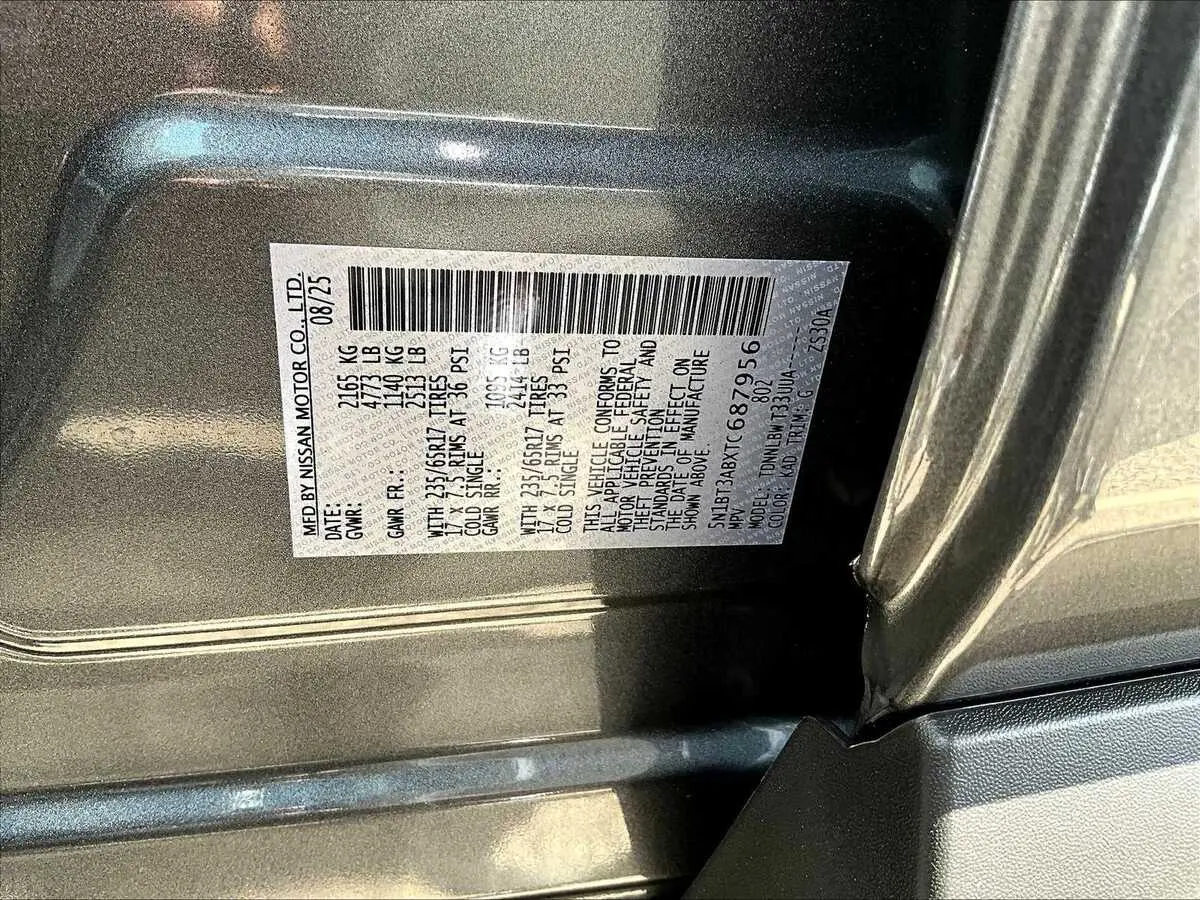 MFD BY NISSAN MOTOR CO., LTD.
DATE: 08/25
GVWR: 2165 KG
4773 LB
GAWR FR.: 1140 KG
2513 LB
WITH 235/65R17 TIRES
17 X 7.5 RIMS AT 36 PSI
COLD SINGLE
GAWR RR.: 1095 KG
2414 LB
WITH 235/65R17 TIRES
17 X 7.5 RIMS AT 33 PSI
COLD SINGLE
THIS VEHICLE CONFORMS TO
ALL APPLICABLE FEDERAL
MOTOR VEHICLE SAFETY AND
THEFT PREVENTION
STANDARDS IN EFFECT ON
THE DATE OF MANUFACTURE
SHOWN ABOVE.
5N1BT3ABXTC687956
MPV 802
MODEL: TDNNLBW T33UUA------
COLOR: KAD TRIM: G ZS30A